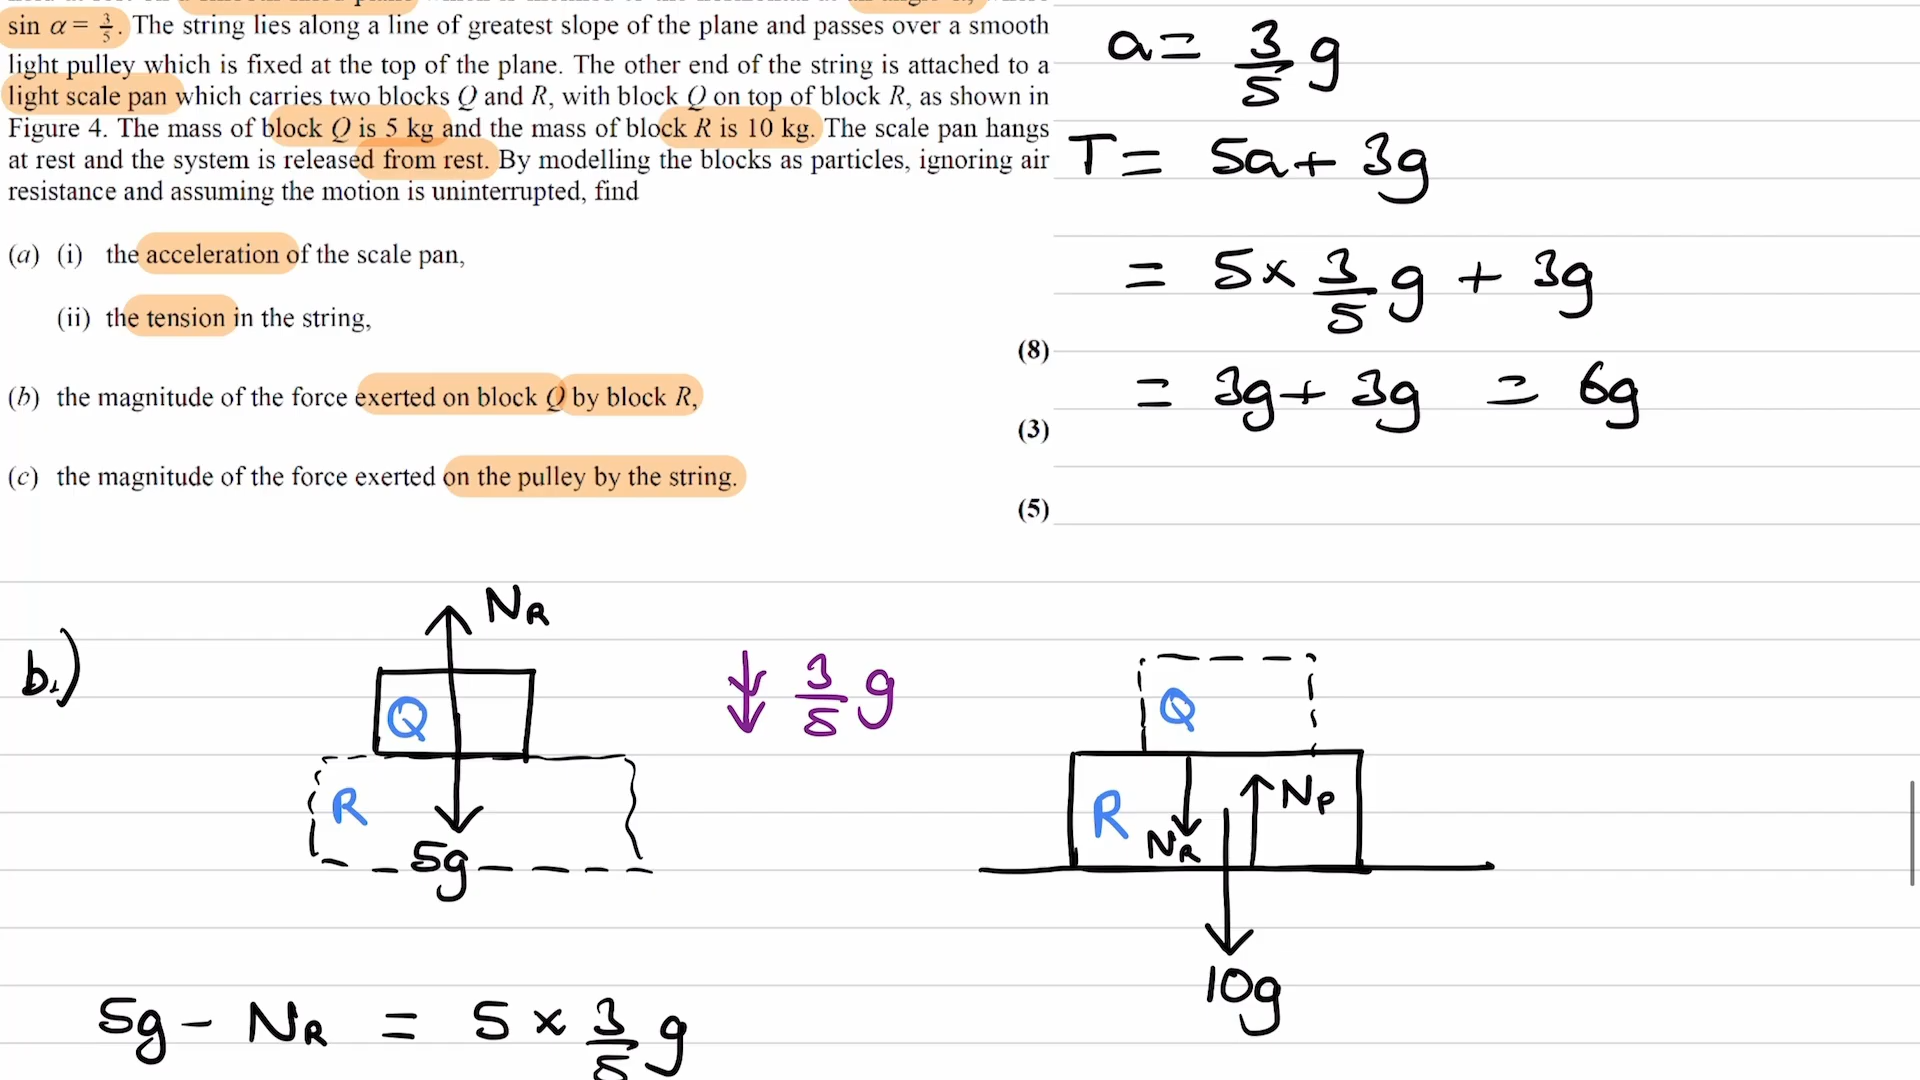 sin α = 3/5. The string lies along a line of greatest slope of the plane and passes over a smooth
light pulley which is fixed at the top of the plane. The other end of the string is attached to a
light scale pan which carries two blocks Q and R, with block Q on top of block R, as shown in
Figure 4. The mass of block Q is 5 kg and the mass of block R is 10 kg. The scale pan hangs
at rest and the system is released from rest. By modelling the blocks as particles, ignoring air
resistance and assuming the motion is uninterrupted, find
(a) (i) the acceleration of the scale pan,
(ii) the tension in the string,
(8)
(b) the magnitude of the force exerted on block Q by block R,
(3)
(c) the magnitude of the force exerted on the pulley by the string.
(5)
a = 3/5 g
T = 5a + 3g
= 5 × 3/5 g + 3g
= 3g + 3g = 6g
b.)
N_R
Q
R
5g
3/5 g
Q
R
N_R
N_P
10g
5g - N_R = 5 × 3/5 g